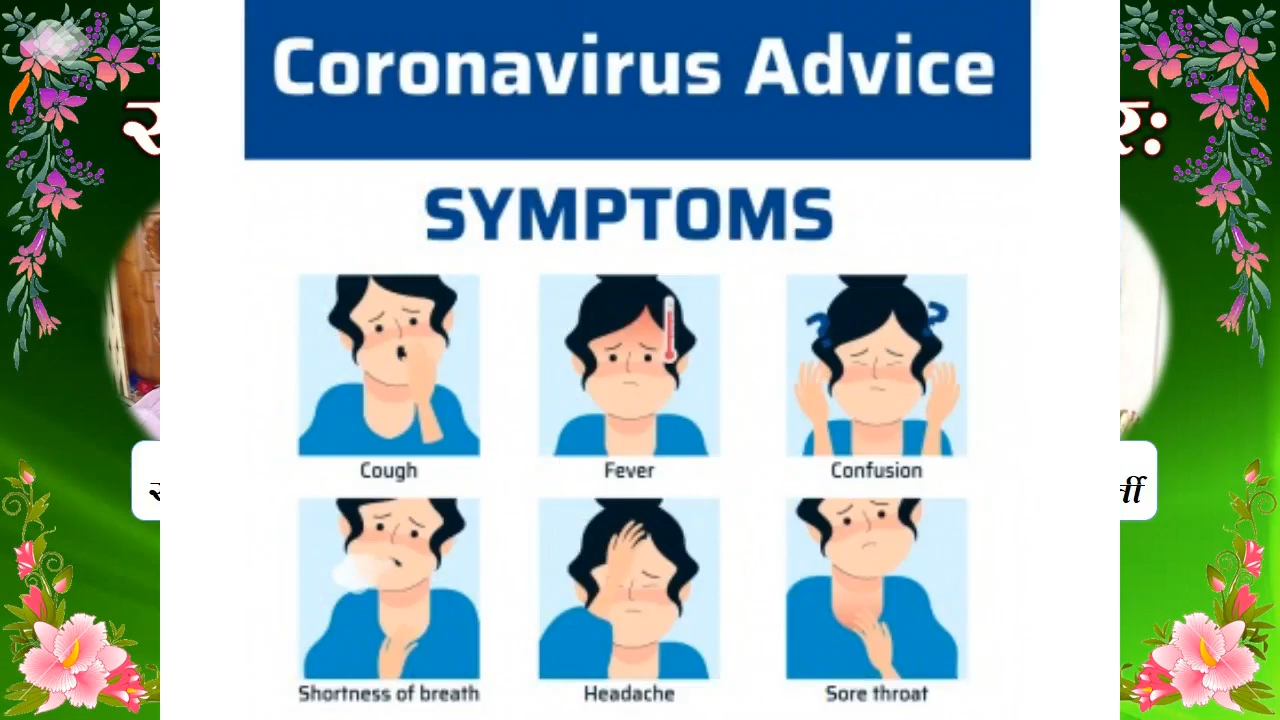 Coronavirus Advice
SYMPTOMS
Cough
Fever
Confusion
Shortness of breath
Headache
Sore throat